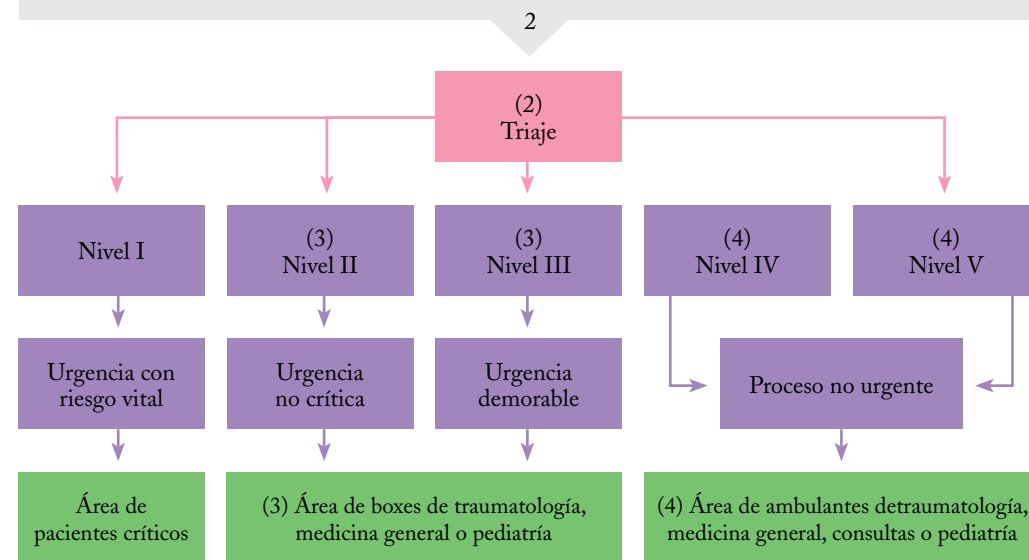 2
(2)
Triaje
Nivel I
(3)
Nivel II
(3)
Nivel III
(4)
Nivel IV
(4)
Nivel V
Urgencia con
riesgo vital
Urgencia
no crítica
Urgencia
demorable
Proceso no urgente
Área de
pacientes críticos
(3) Área de boxes de traumatología,
medicina general o pediatría
(4) Área de ambulantes detraumatología,
medicina general, consultas o pediatría